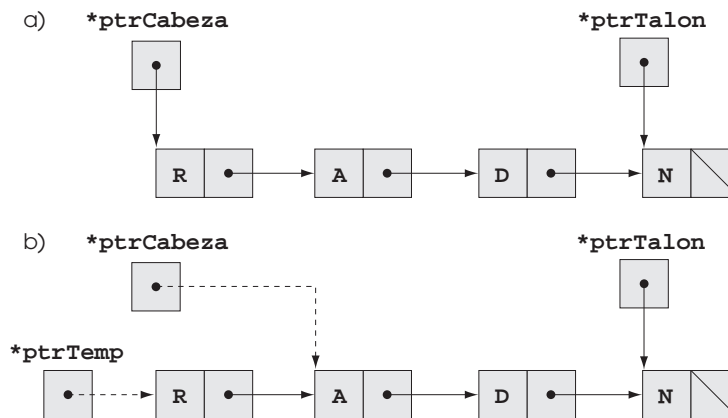 a)
*ptrCabeza *ptrTalon
R A D N
b)
*ptrCabeza *ptrTalon
*ptrTemp
R A D N